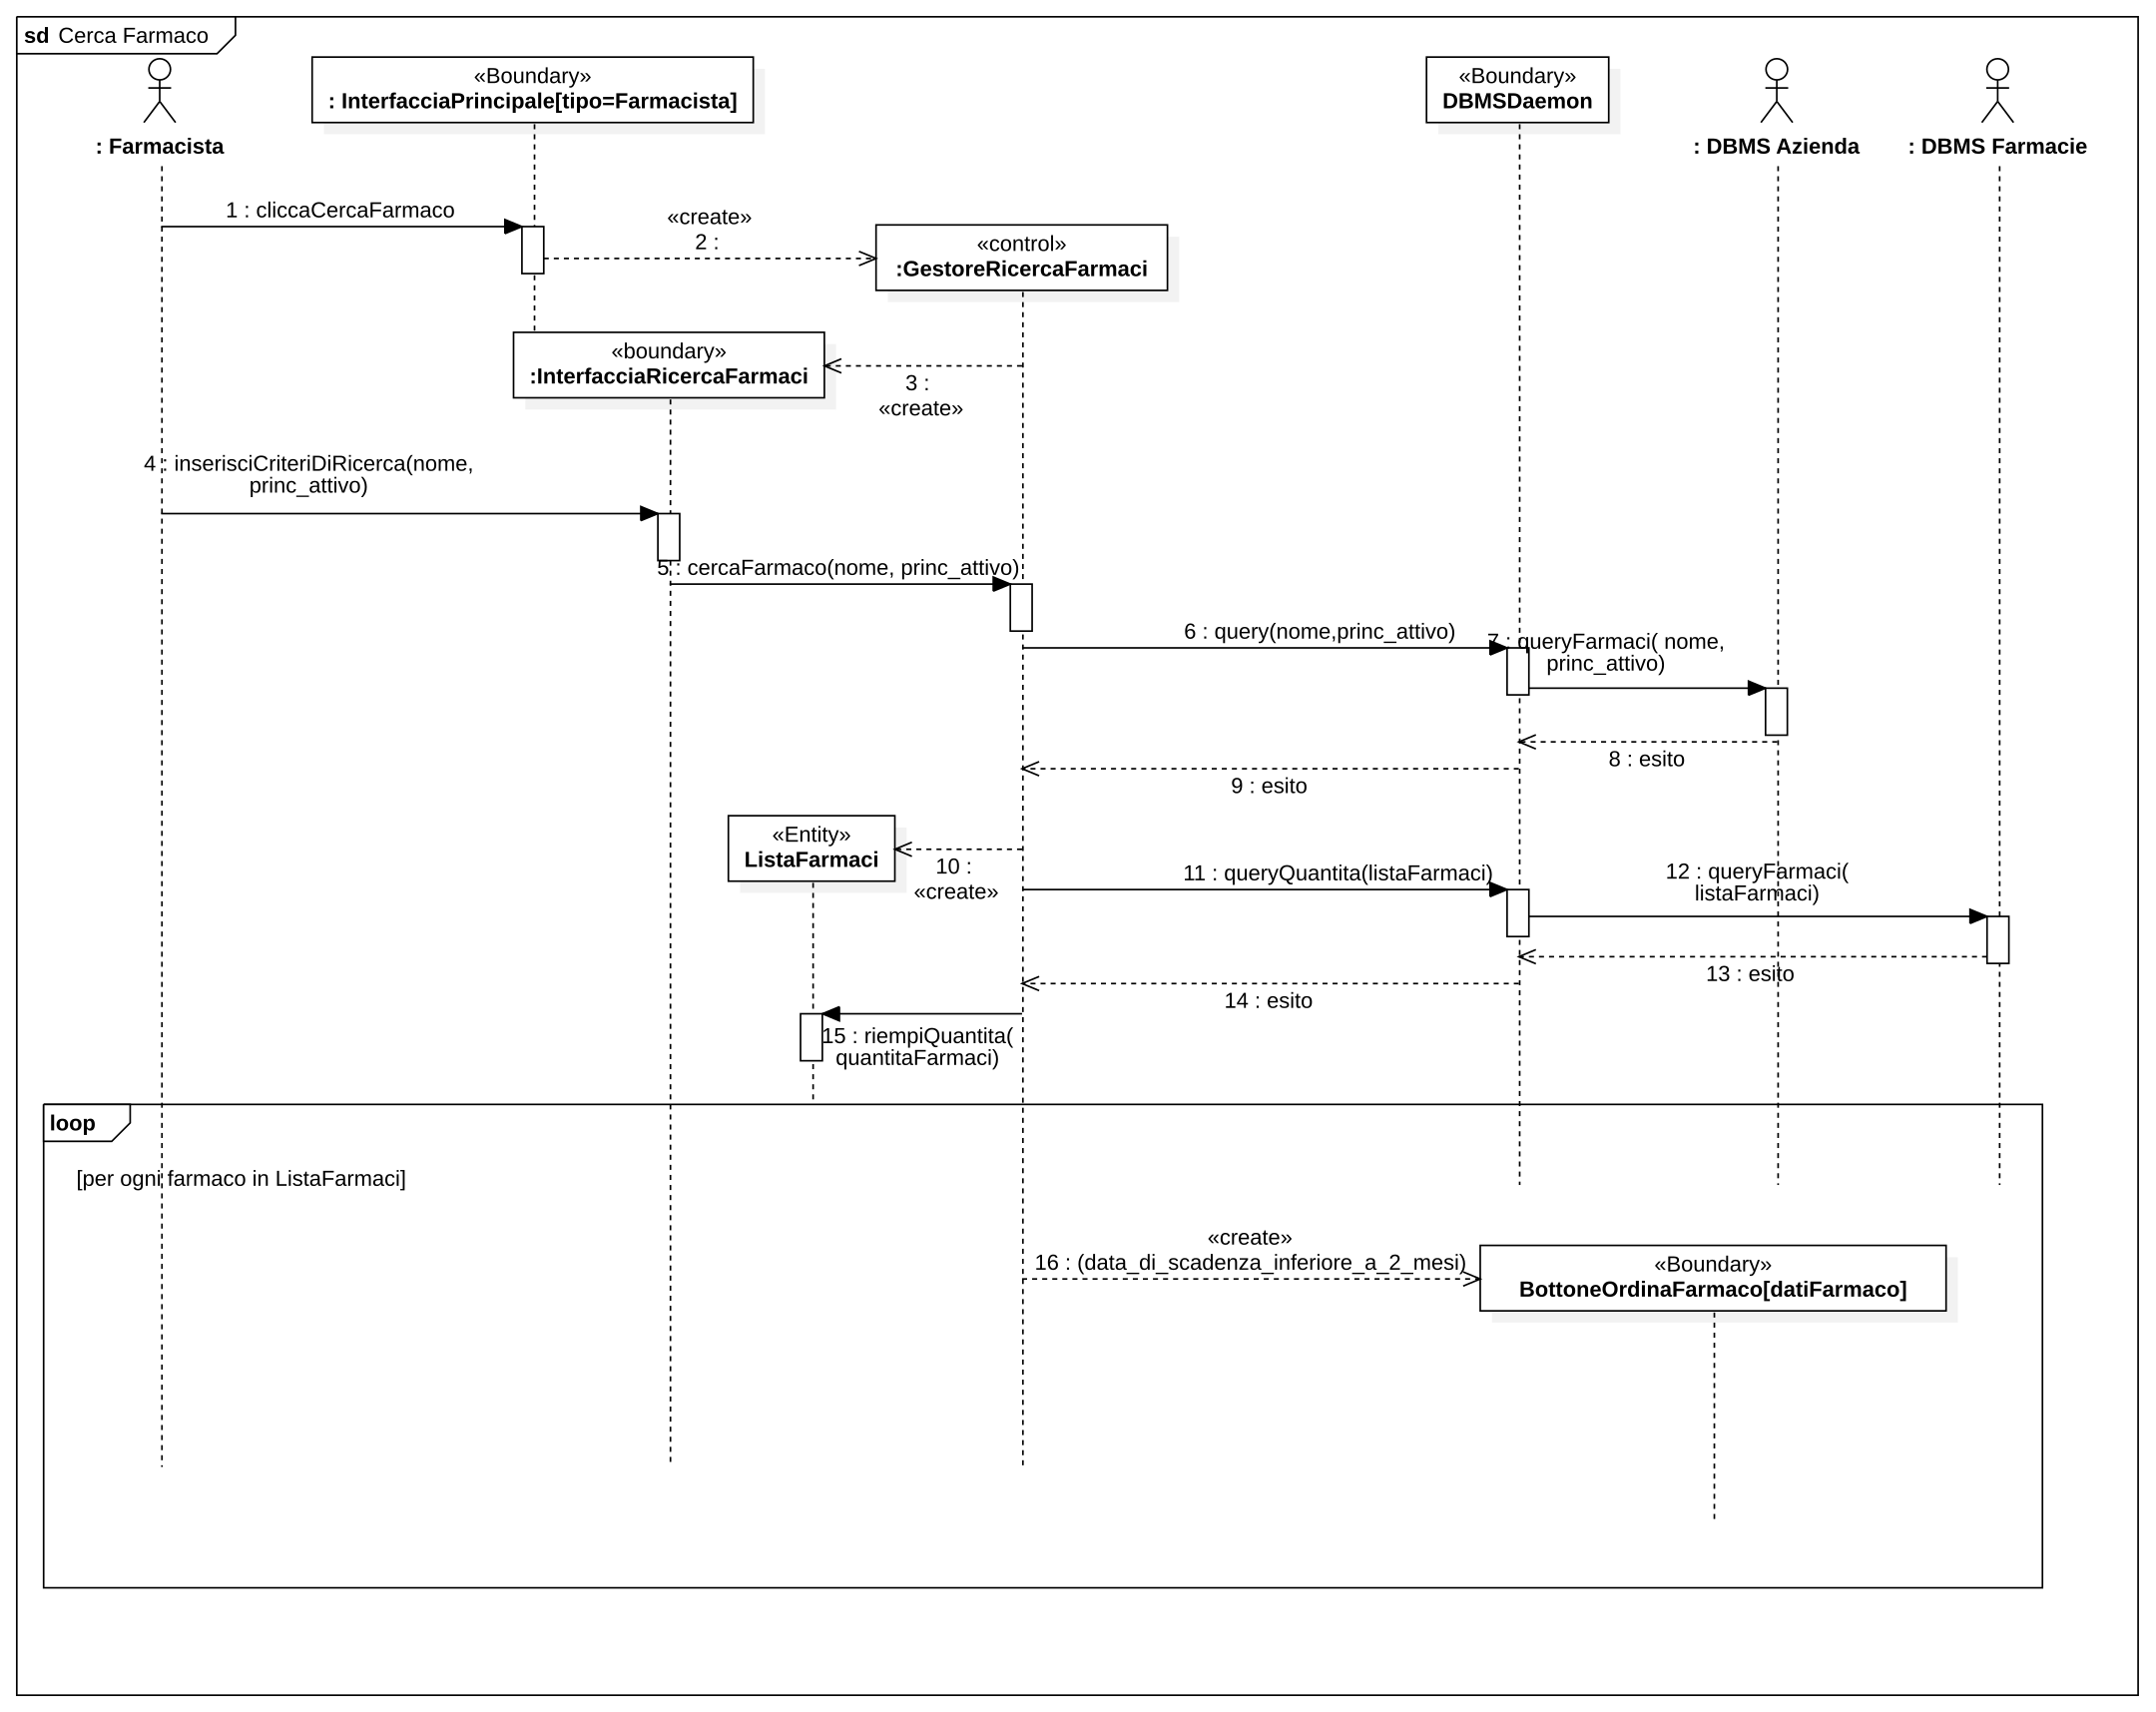 sd Cerca Farmaco
«Boundary»
: InterfacciaPrincipale[tipo=Farmacista]
«Boundary»
DBMSDaemon
: Farmacista
: DBMS Azienda
: DBMS Farmacie
1 : cliccaCercaFarmaco
«create»
2 :
«control»
:GestoreRicercaFarmaci
«boundary»
:InterfacciaRicercaFarmaci
3 :
«create»
4 : inserisciCriteriDiRicerca(nome,
princ_attivo)
5 : cercaFarmaco(nome, princ_attivo)
6 : query(nome,princ_attivo)
7 : queryFarmaci( nome,
princ_attivo)
8 : esito
9 : esito
«Entity»
ListaFarmaci
10 :
«create»
11 : queryQuantita(listaFarmaci)
12 : queryFarmaci(
listaFarmaci)
13 : esito
14 : esito
15 : riempiQuantita(
quantitaFarmaci)
loop
[per ogni farmaco in ListaFarmaci]
«create»
16 : (data_di_scadenza_inferiore_a_2_mesi)
«Boundary»
BottoneOrdinaFarmaco[datiFarmaco]